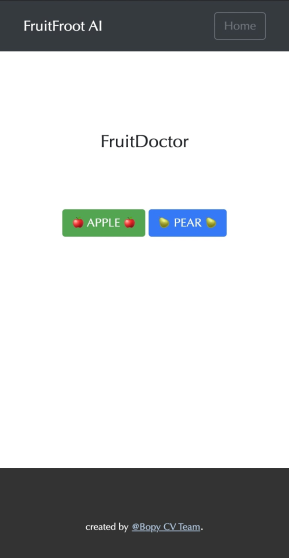 FruitFroot AI Home
FruitDoctor
🍎 APPLE 🍎 🍐 PEAR 🍐
created by @Bopy CV Team.